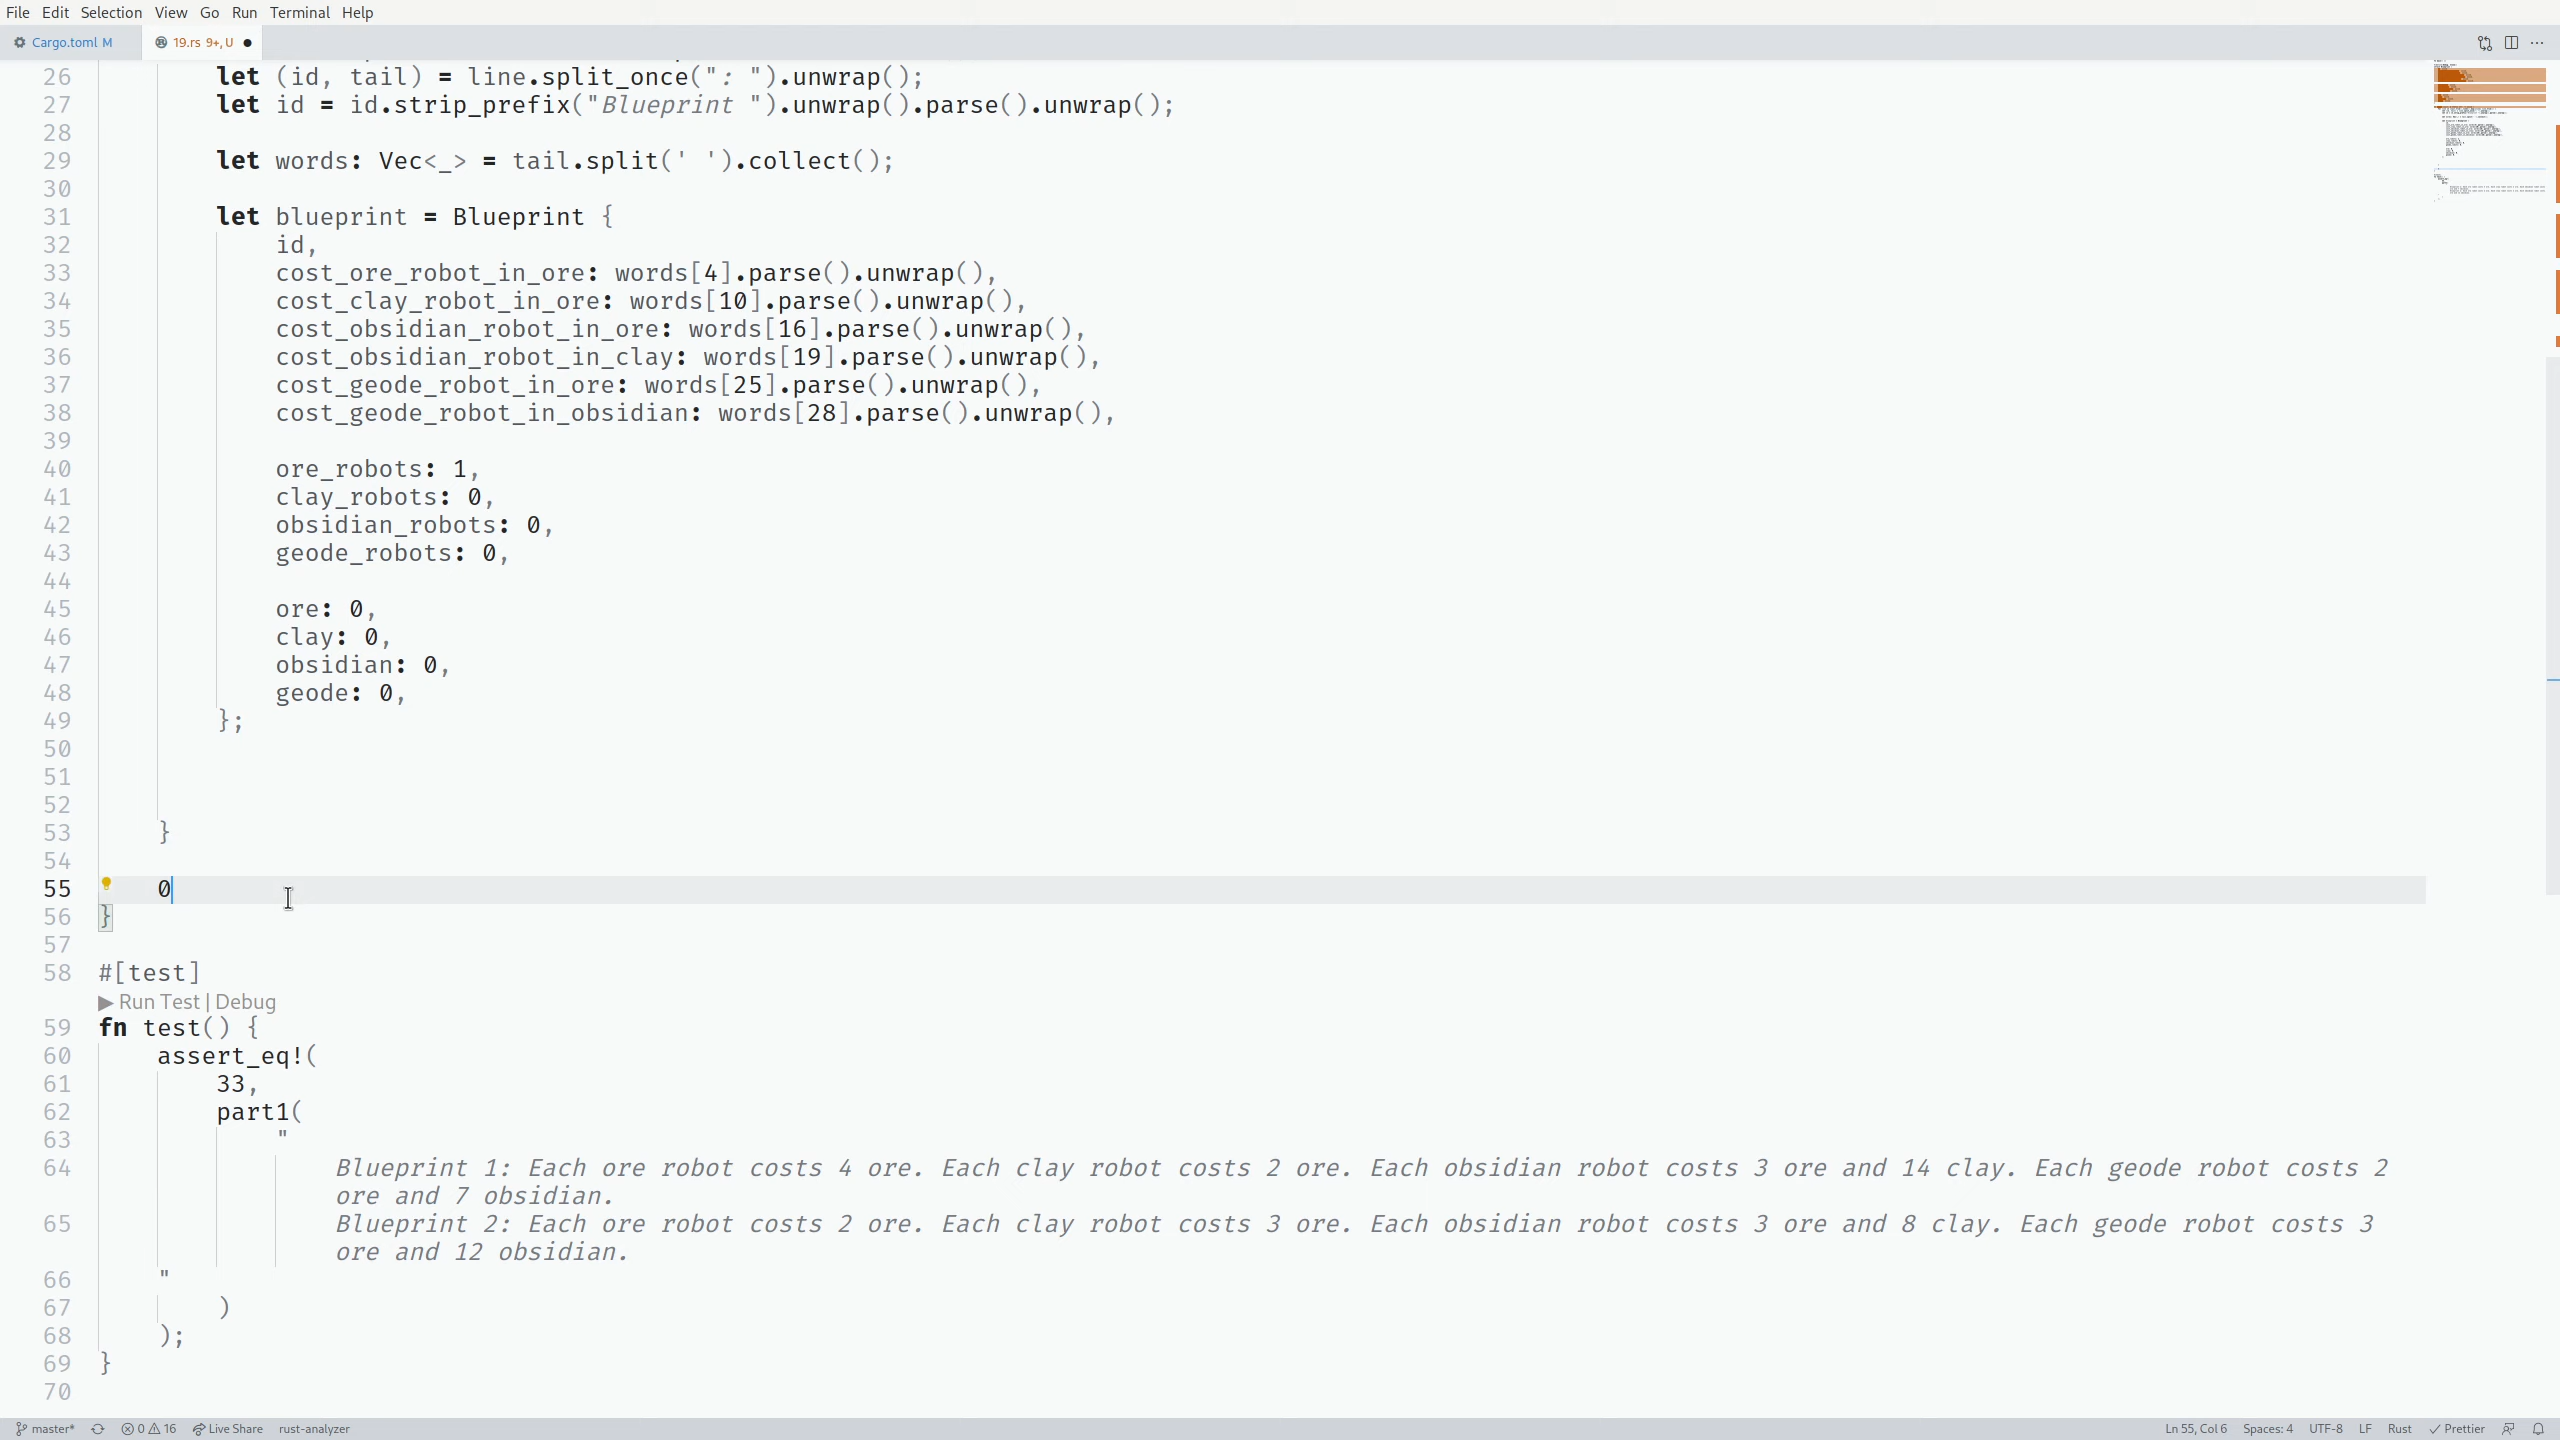 File Edit Selection View Go Run Terminal Help
Cargo.toml M 19.rs 9+, U
26 let (id, tail) = line.split_once(": ").unwrap();
27 let id = id.strip_prefix("Blueprint ").unwrap().parse().unwrap();
28
29 let words: Vec<_> = tail.split(' ').collect();
30
31 let blueprint = Blueprint {
32 id,
33 cost_ore_robot_in_ore: words[4].parse().unwrap(),
34 cost_clay_robot_in_ore: words[10].parse().unwrap(),
35 cost_obsidian_robot_in_ore: words[16].parse().unwrap(),
36 cost_obsidian_robot_in_clay: words[19].parse().unwrap(),
37 cost_geode_robot_in_ore: words[25].parse().unwrap(),
38 cost_geode_robot_in_obsidian: words[28].parse().unwrap(),
39
40 ore_robots: 1,
41 clay_robots: 0,
42 obsidian_robots: 0,
43 geode_robots: 0,
44
45 ore: 0,
46 clay: 0,
47 obsidian: 0,
48 geode: 0,
49 };
50
51
52
53 }
54
55 0
56 }
57
58 #[test]
▶ Run Test | Debug
59 fn test() {
60 assert_eq!(
61 33,
62 part1(
63 "
64 Blueprint 1: Each ore robot costs 4 ore. Each clay robot costs 2 ore. Each obsidian robot costs 3 ore and 14 clay. Each geode robot costs 2
ore and 7 obsidian.
65 Blueprint 2: Each ore robot costs 2 ore. Each clay robot costs 3 ore. Each obsidian robot costs 3 ore and 8 clay. Each geode robot costs 3
ore and 12 obsidian.
66 "
67 )
68 );
69 }
70
master* 0 16 Live Share rust-analyzer Ln 55, Col 6 Spaces: 4 UTF-8 LF Rust Prettier